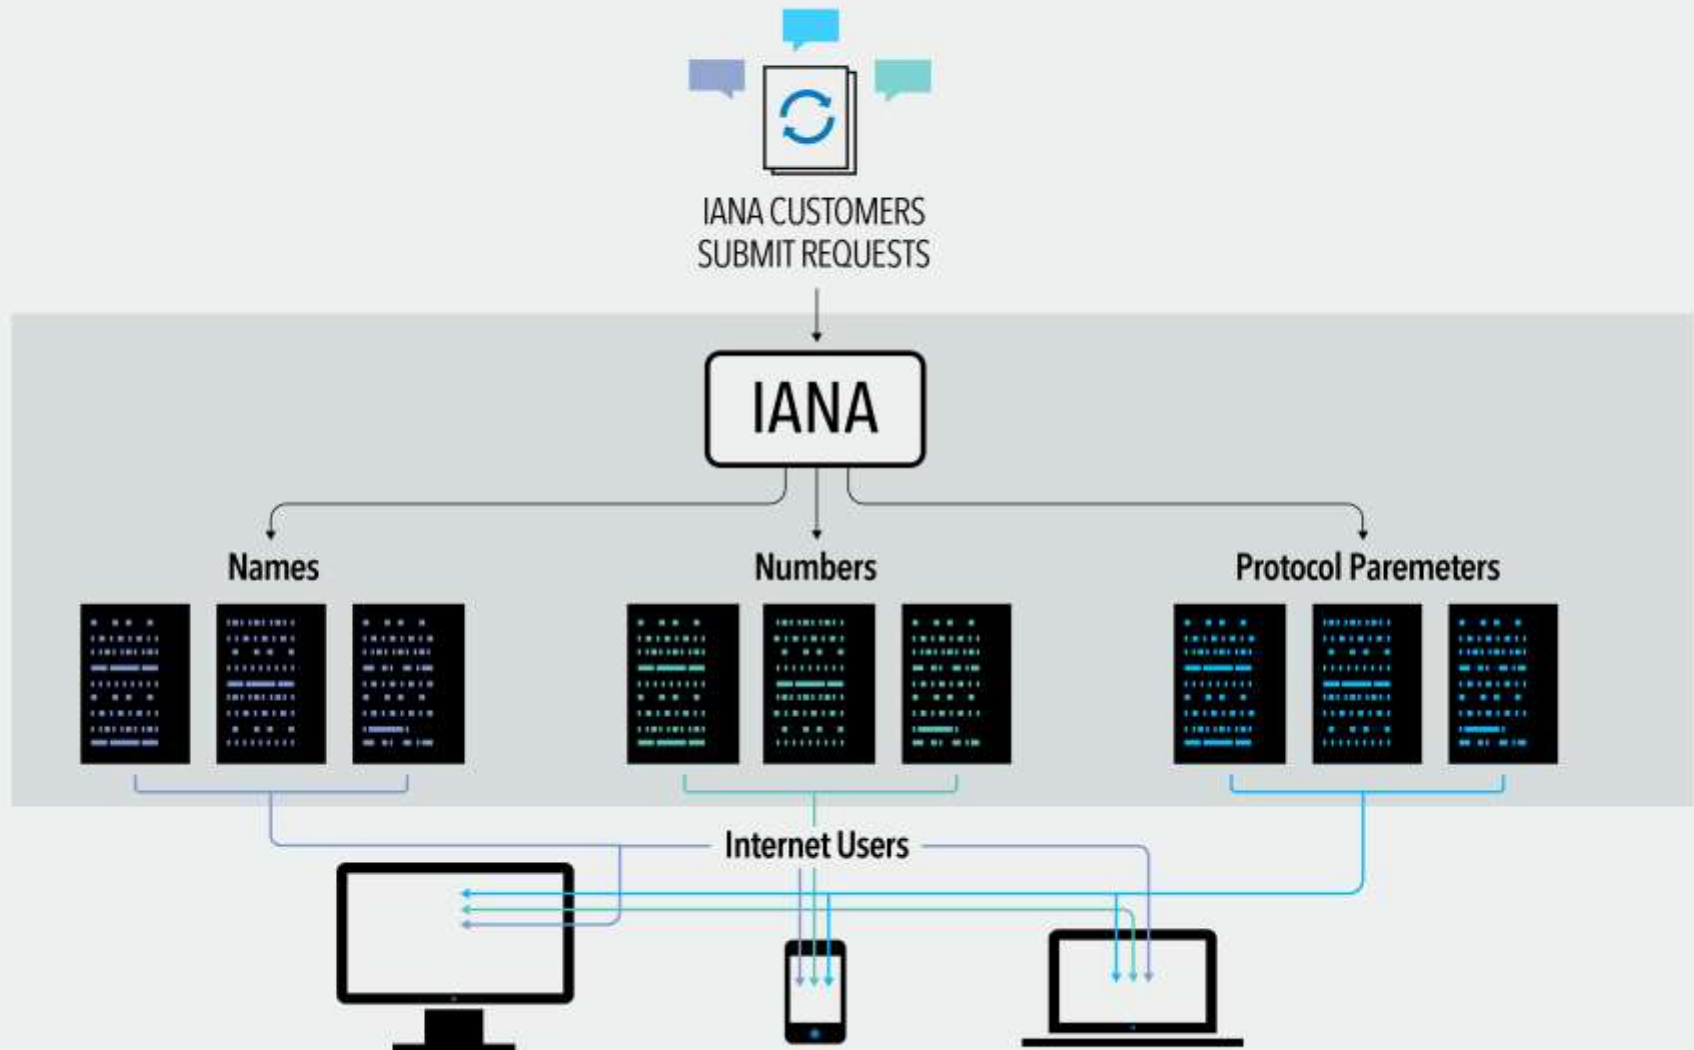 IANA CUSTOMERS
SUBMIT REQUESTS
IANA
Names
Numbers
Protocol Paremeters
Internet Users